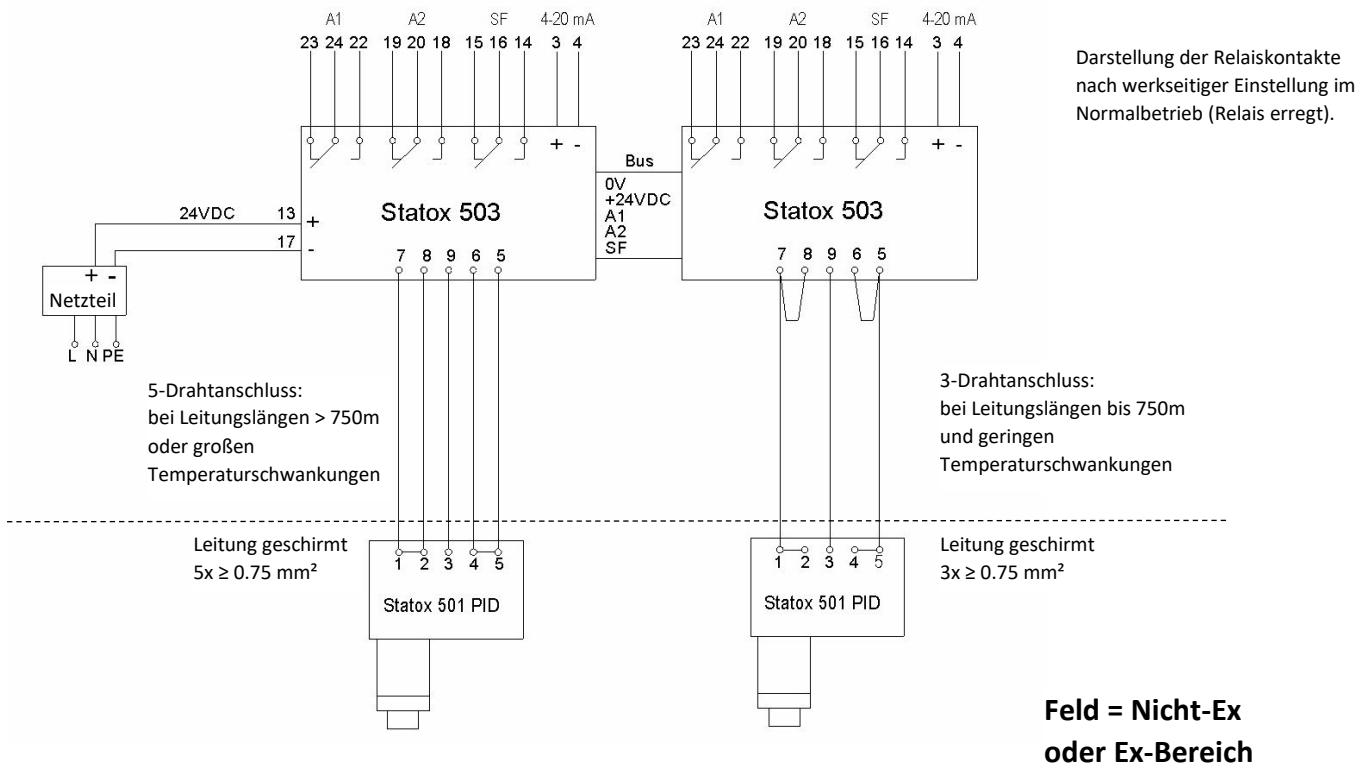 A1 A2 SF 4-20 mA
23 24 22 19 20 18 15 16 14 3 4
A1 A2 SF 4-20 mA
23 24 22 19 20 18 15 16 14 3 4
Darstellung der Relaiskontakte
nach werkseitiger Einstellung im
Normalbetrieb (Relais erregt).
+ -
+ -
Bus
0V
+24VDC
A1
A2
SF
Statox 503
Statox 503
24VDC 13 +
17 -
7 8 9 6 5
7 8 9 6 5
+ -
Netzteil
L N PE
5-Drahtanschluss:
bei Leitungslängen > 750m
oder großen
Temperaturschwankungen
3-Drahtanschluss:
bei Leitungslängen bis 750m
und geringen
Temperaturschwankungen
Leitung geschirmt
5x ≥ 0.75 mm²
1 2 3 4 5
Statox 501 PID
1 2 3 4 5
Statox 501 PID
Leitung geschirmt
3x ≥ 0.75 mm²
Feld = Nicht-Ex
oder Ex-Bereich